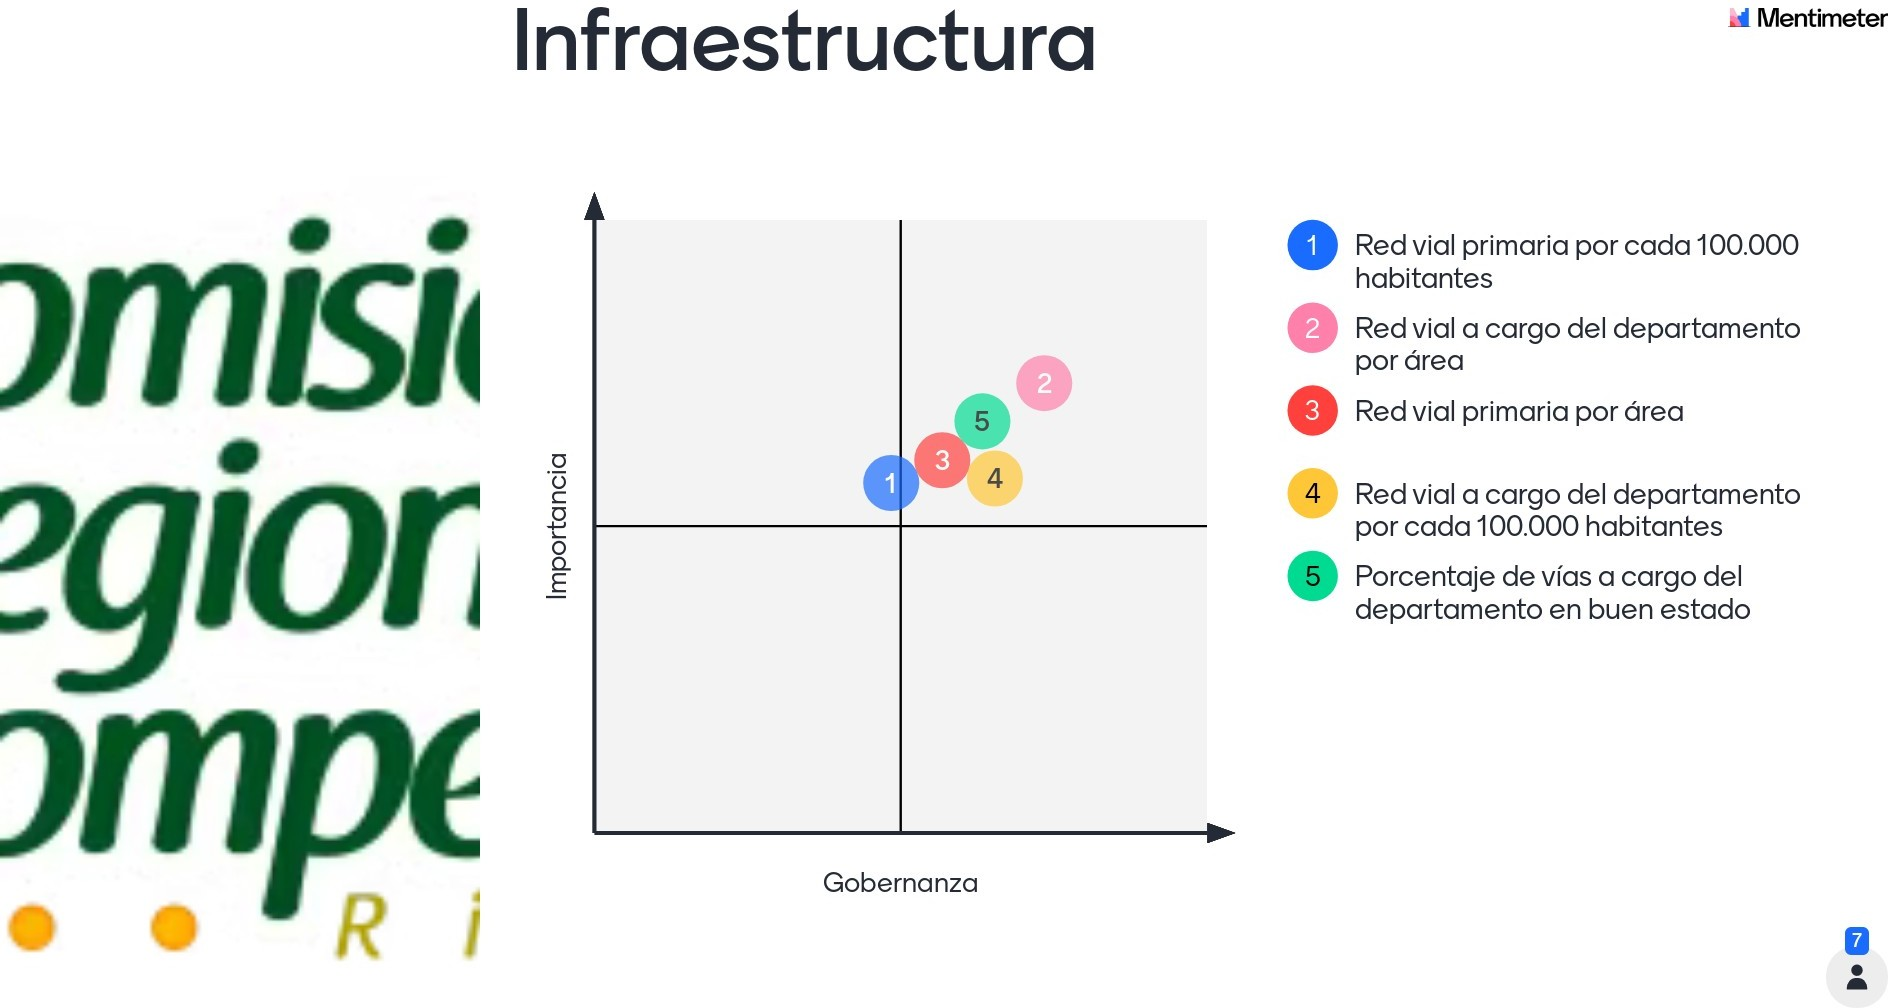 Infraestructura
Mentimeter
omisi
egion
ompe
R i
Importancia
1
2
3
4
5
Gobernanza
1 Red vial primaria por cada 100.000
habitantes
2 Red vial a cargo del departamento
por área
3 Red vial primaria por área
4 Red vial a cargo del departamento
por cada 100.000 habitantes
5 Porcentaje de vías a cargo del
departamento en buen estado
7